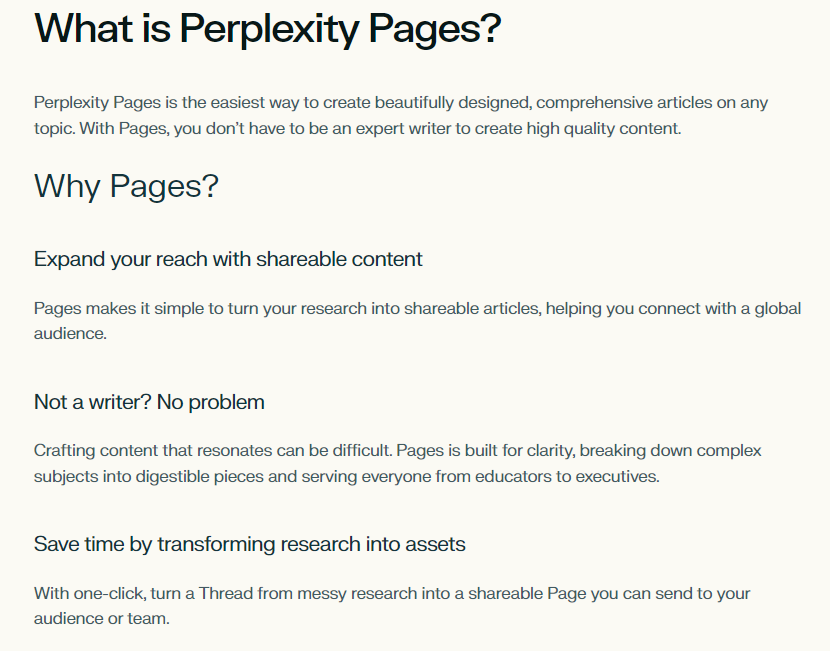 What is Perplexity Pages?
Perplexity Pages is the easiest way to create beautifully designed, comprehensive articles on any
topic. With Pages, you don’t have to be an expert writer to create high quality content.
Why Pages?
Expand your reach with shareable content
Pages makes it simple to turn your research into shareable articles, helping you connect with a global
audience.
Not a writer? No problem
Crafting content that resonates can be difficult. Pages is built for clarity, breaking down complex
subjects into digestible pieces and serving everyone from educators to executives.
Save time by transforming research into assets
With one-click, turn a Thread from messy research into a shareable Page you can send to your
audience or team.